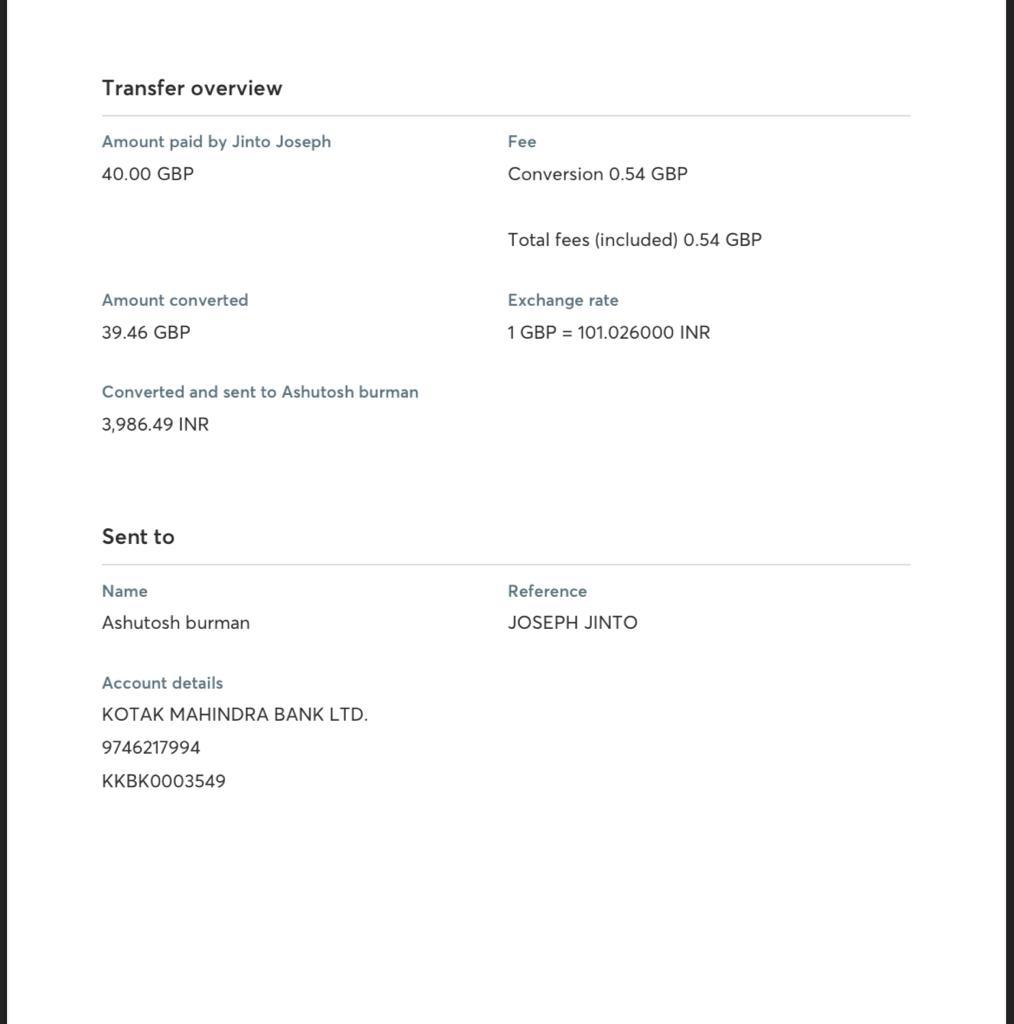 Transfer overview
Amount paid by Jinto Joseph
40.00 GBP
Fee
Conversion 0.54 GBP
Total fees (included) 0.54 GBP
Amount converted
39.46 GBP
Exchange rate
1 GBP = 101.026000 INR
Converted and sent to Ashutosh burman
3,986.49 INR
Sent to
Name
Ashutosh burman
Reference
JOSEPH JINTO
Account details
KOTAK MAHINDRA BANK LTD.
9746217994
KKBK0003549